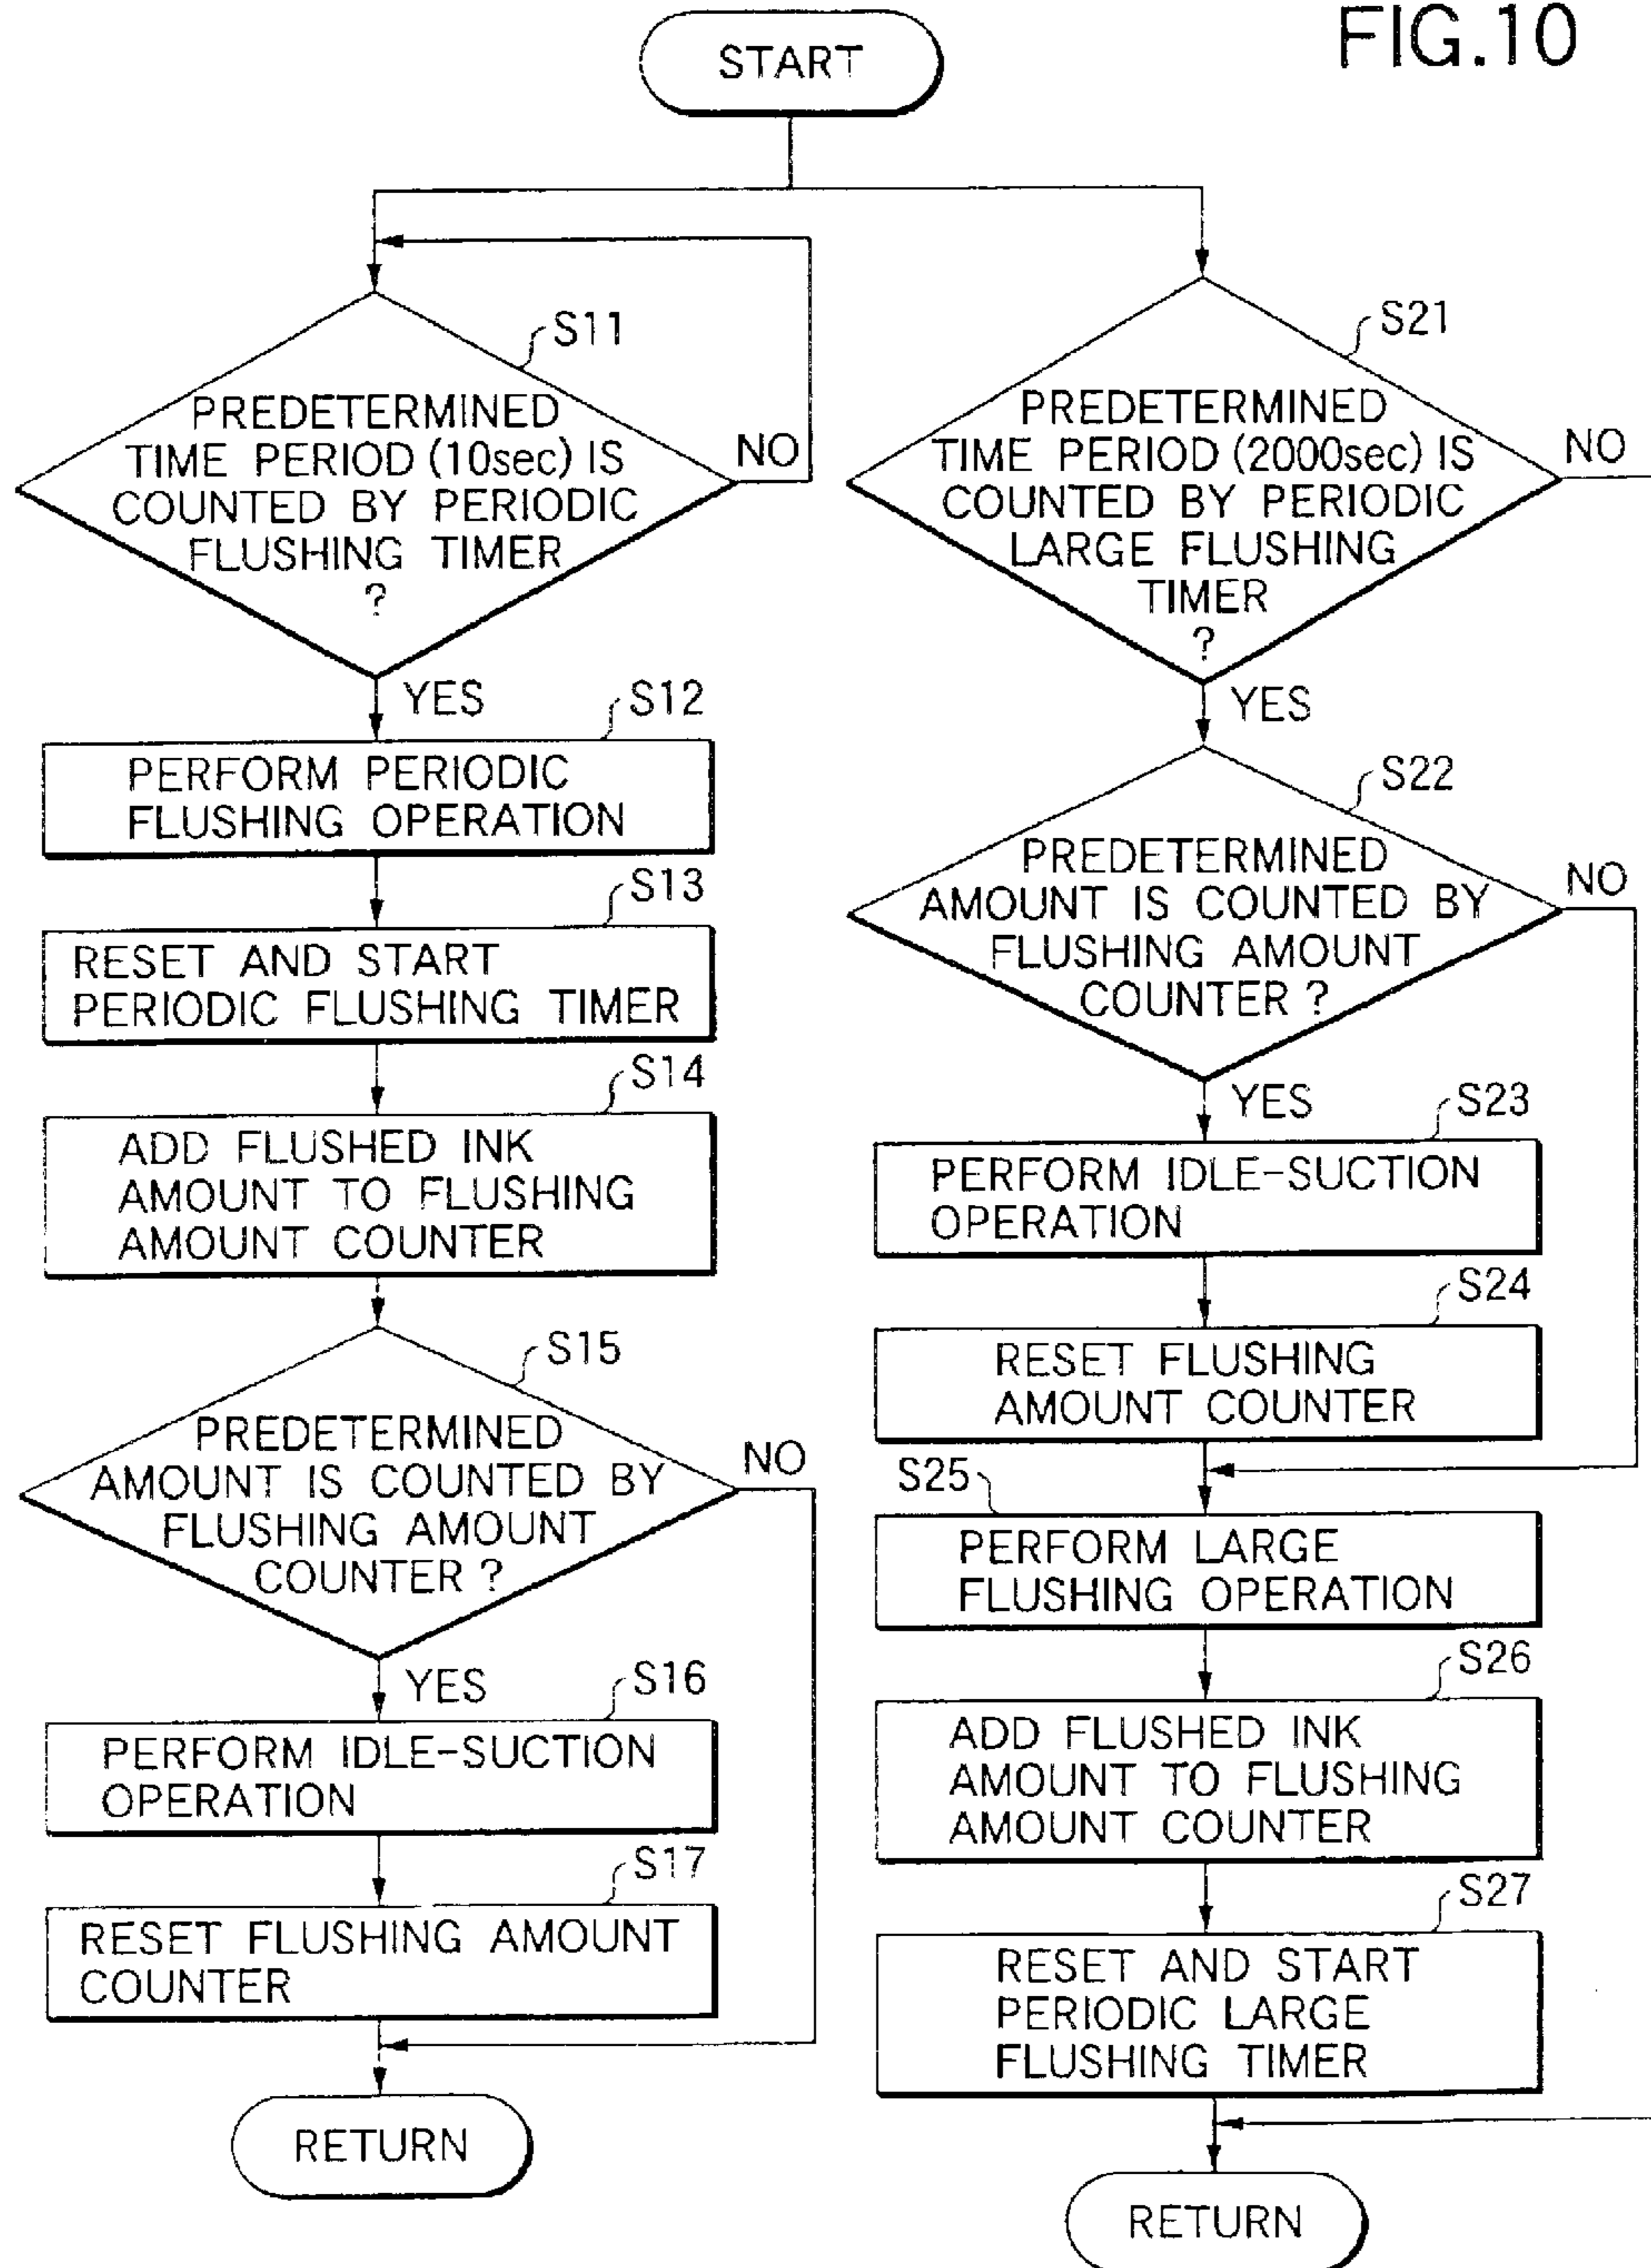 FIG.10
START
S11
PREDETERMINED
TIME PERIOD (10sec) IS
COUNTED BY PERIODIC
FLUSHING TIMER
?
NO
YES
S12
PERFORM PERIODIC
FLUSHING OPERATION
S13
RESET AND START
PERIODIC FLUSHING TIMER
S14
ADD FLUSHED INK
AMOUNT TO FLUSHING
AMOUNT COUNTER
S15
PREDETERMINED
AMOUNT IS COUNTED BY
FLUSHING AMOUNT
COUNTER ?
NO
YES
S16
PERFORM IDLE-SUCTION
OPERATION
S17
RESET FLUSHING AMOUNT
COUNTER
RETURN
S21
PREDETERMINED
TIME PERIOD (2000sec) IS
COUNTED BY PERIODIC
LARGE FLUSHING
TIMER
?
NO
YES
S22
PREDETERMINED
AMOUNT IS COUNTED BY
FLUSHING AMOUNT
COUNTER ?
NO
YES
S23
PERFORM IDLE-SUCTION
OPERATION
S24
RESET FLUSHING
AMOUNT COUNTER
S25
PERFORM LARGE
FLUSHING OPERATION
S26
ADD FLUSHED INK
AMOUNT TO FLUSHING
AMOUNT COUNTER
S27
RESET AND START
PERIODIC LARGE
FLUSHING TIMER
RETURN